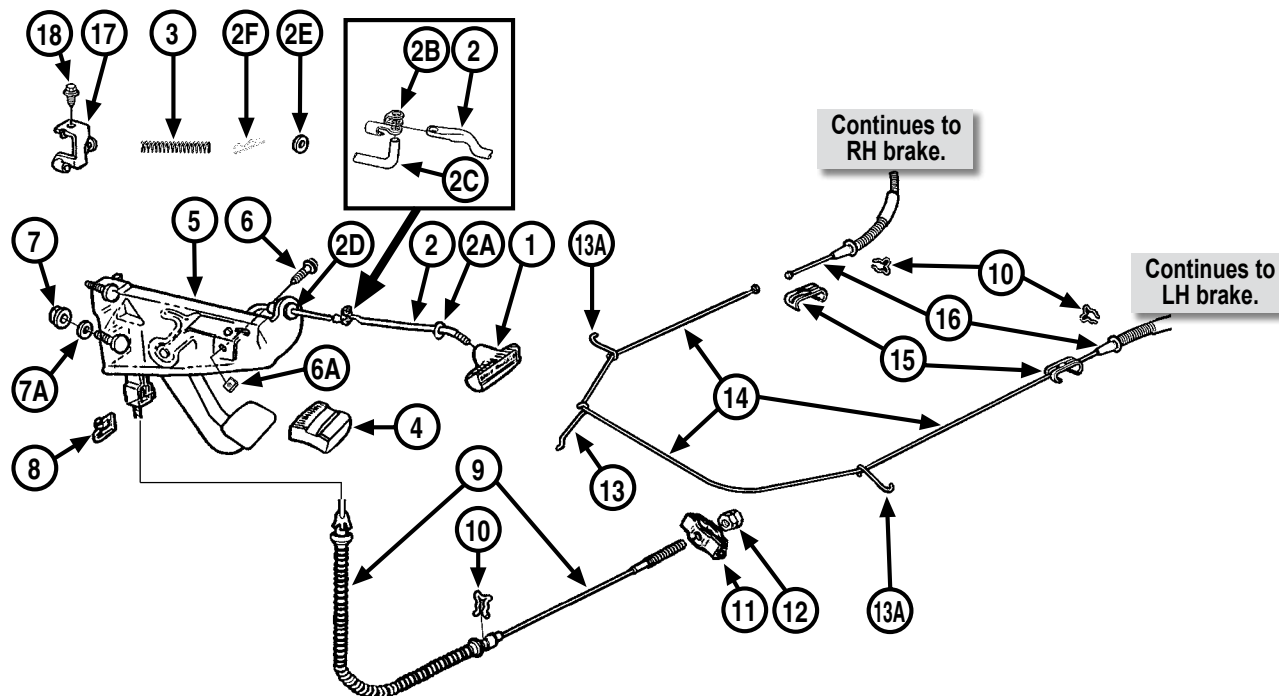 18
17
3
2F
2E
2B
2
2C
Continues to
RH brake.
5
6
7
2D
2
2A
1
13A
10
Continues to
LH brake.
16
15
7A
6A
4
14
8
9
13
10
11
12
13A